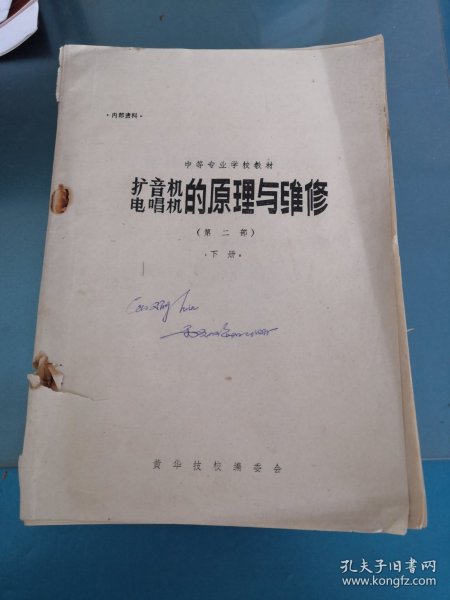 ·内部资料·
中等专业学校教材
扩音机
电唱机的原理与维修
(第二部)
·下册·
黄华技校编委会
孔夫子旧书网
www.kongfz.com